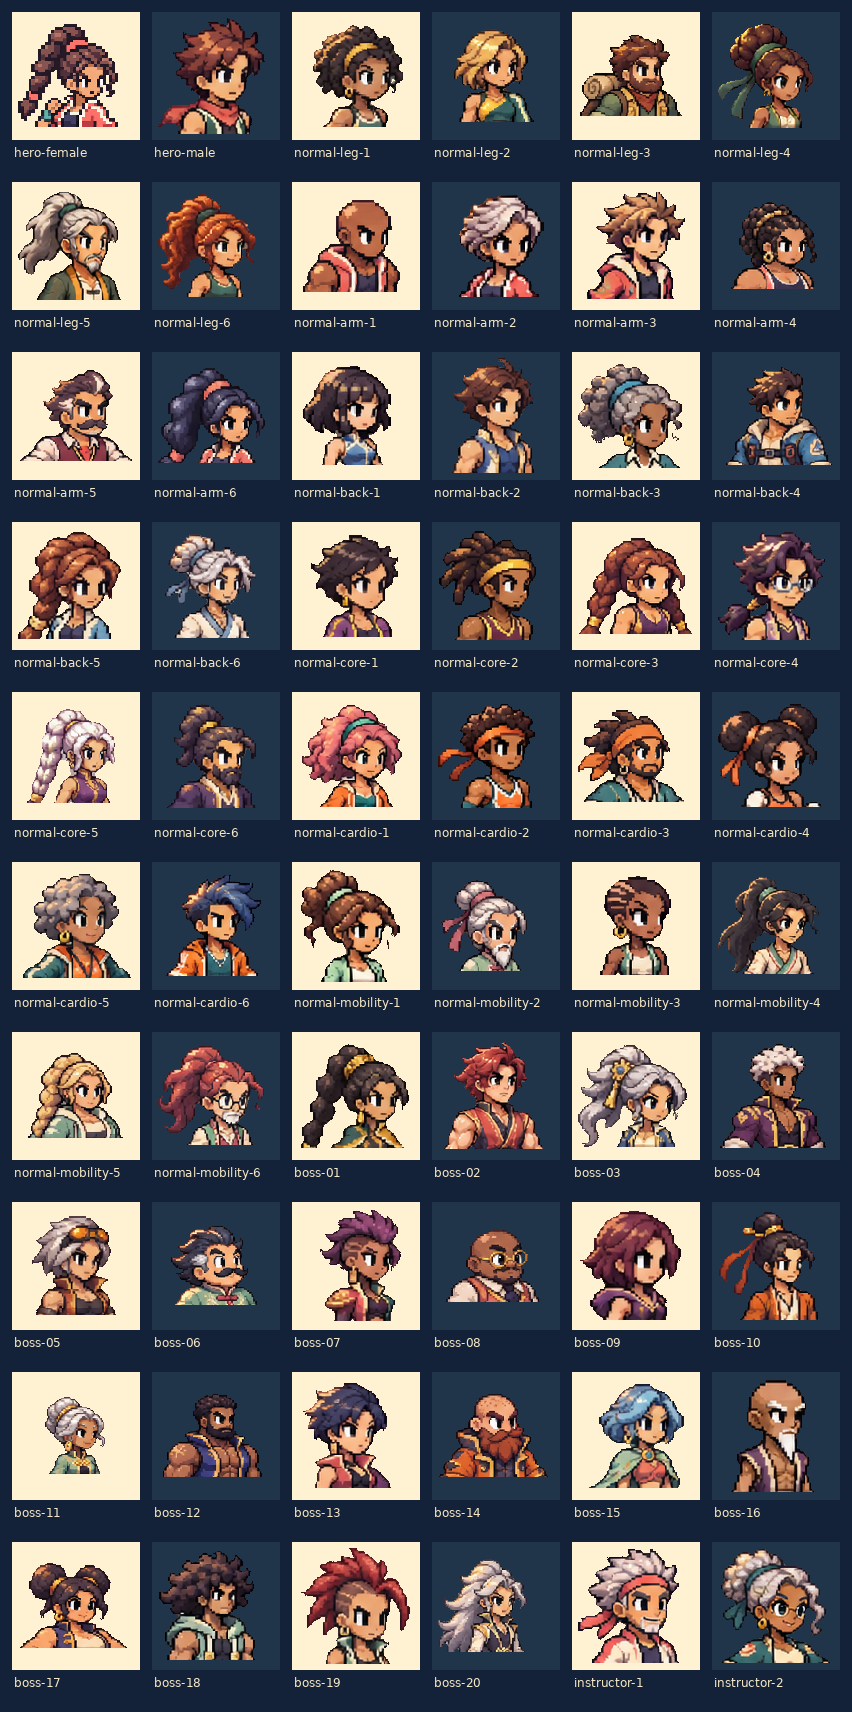 hero-female hero-male normal-leg-1 normal-leg-2 normal-leg-3 normal-leg-4
normal-leg-5 normal-leg-6 normal-arm-1 normal-arm-2 normal-arm-3 normal-arm-4
normal-arm-5 normal-arm-6 normal-back-1 normal-back-2 normal-back-3 normal-back-4
normal-back-5 normal-back-6 normal-core-1 normal-core-2 normal-core-3 normal-core-4
normal-core-5 normal-core-6 normal-cardio-1 normal-cardio-2 normal-cardio-3 normal-cardio-4
normal-cardio-5 normal-cardio-6 normal-mobility-1 normal-mobility-2 normal-mobility-3 normal-mobility-4
normal-mobility-5 normal-mobility-6 boss-01 boss-02 boss-03 boss-04
boss-05 boss-06 boss-07 boss-08 boss-09 boss-10
boss-11 boss-12 boss-13 boss-14 boss-15 boss-16
boss-17 boss-18 boss-19 boss-20 instructor-1 instructor-2